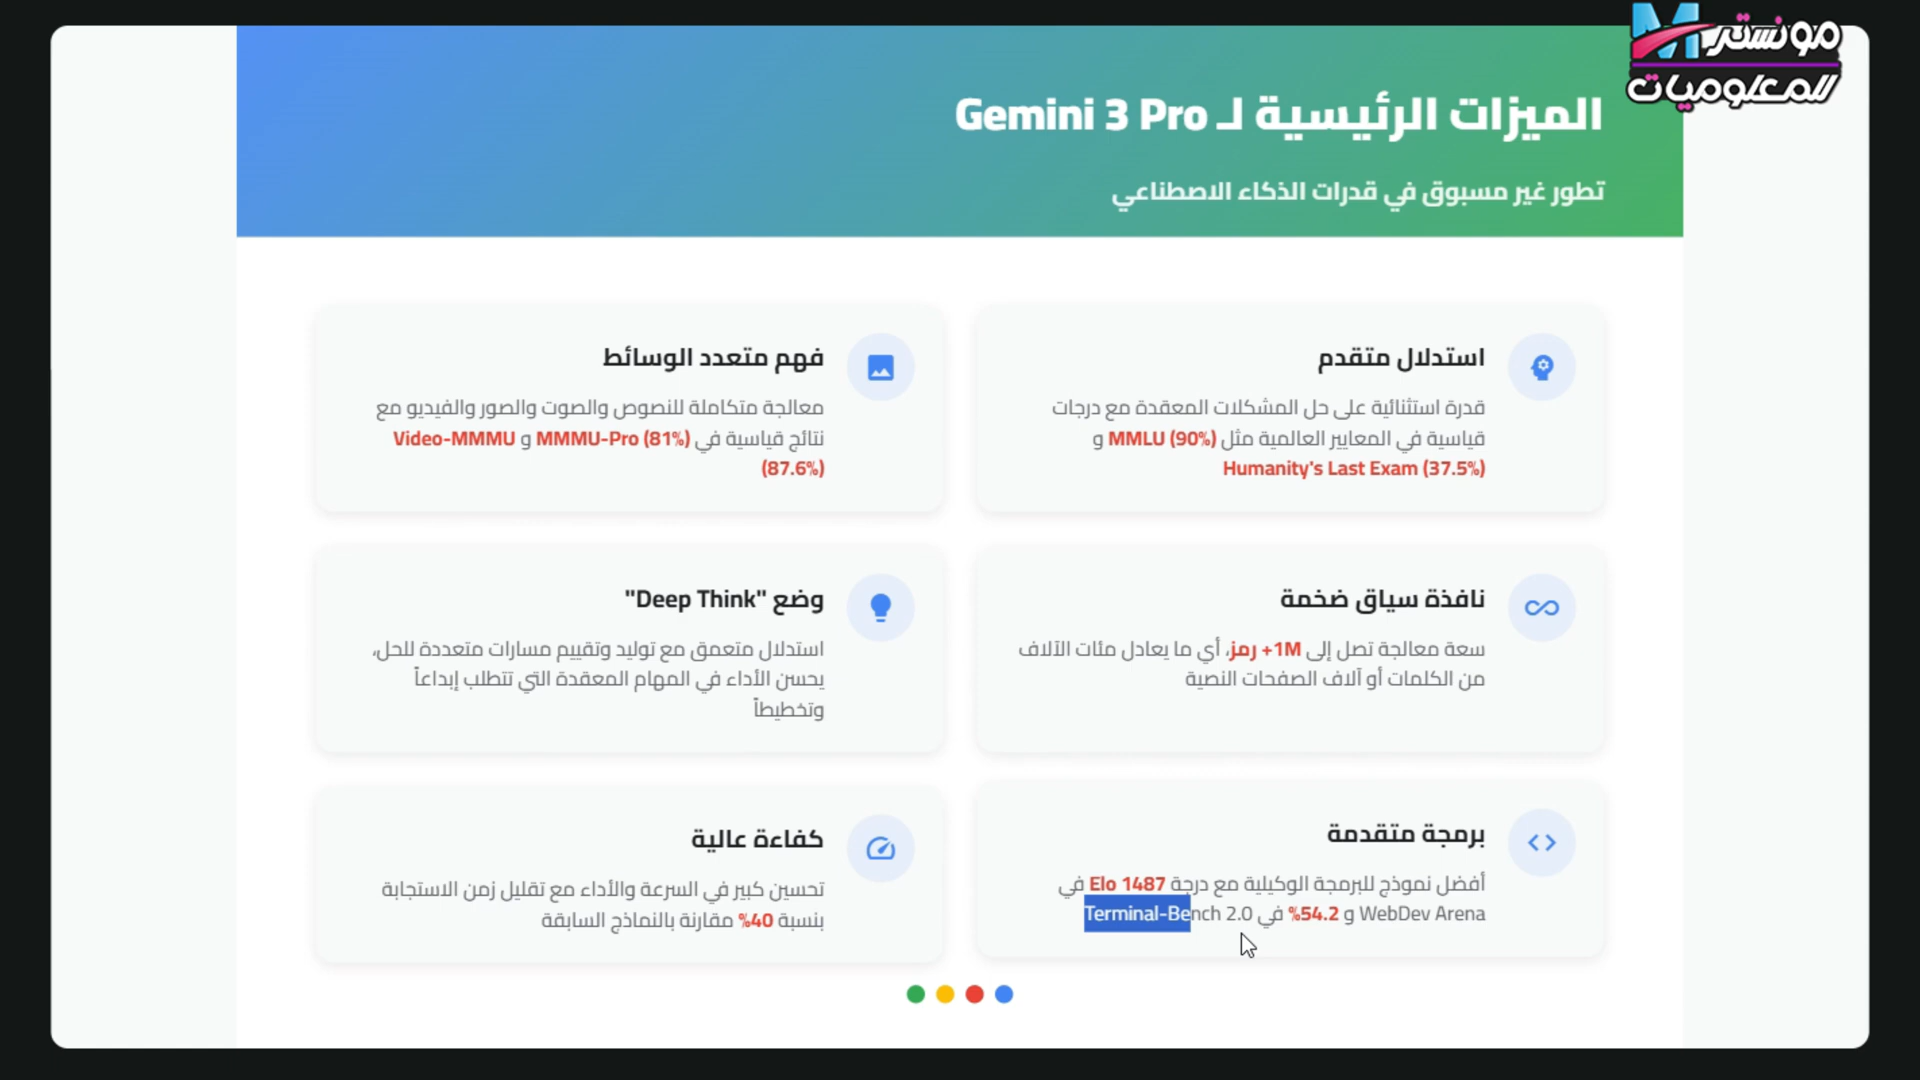 مونستر
للمعلوميات
الميزات الرئيسية لـ Gemini 3 Pro
تطور غير مسبوق في قدرات الذكاء الاصطناعي
استدلال متقدم
قدرة استثنائية على حل المشكلات المعقدة مع درجات
قياسية في المعايير العالمية مثل MMLU (90%) و
Humanity's Last Exam (37.5%)
فهم متعدد الوسائط
معالجة متكاملة للنصوص والصوت والصور والفيديو مع
نتائج قياسية في MMMU-Pro (81%) و Video-MMMU
(87.6%)
نافذة سياق ضخمة
سعة معالجة تصل إلى 1M+ رمز، أي ما يعادل مئات الآلاف
من الكلمات أو آلاف الصفحات النصية
وضع "Deep Think"
استدلال متعمق مع توليد وتقييم مسارات متعددة للحل،
يحسن الأداء في المهام المعقدة التي تتطلب إبداعاً
وتخطيطاً
برمجة متقدمة
أفضل نموذج للبرمجة الوكيلية مع درجة Elo 1487 في
WebDev Arena و 54.2% في Terminal-Bench 2.0
كفاءة عالية
تحسين كبير في السرعة والأداء مع تقليل زمن الاستجابة
بنسبة 40% مقارنة بالنماذج السابقة